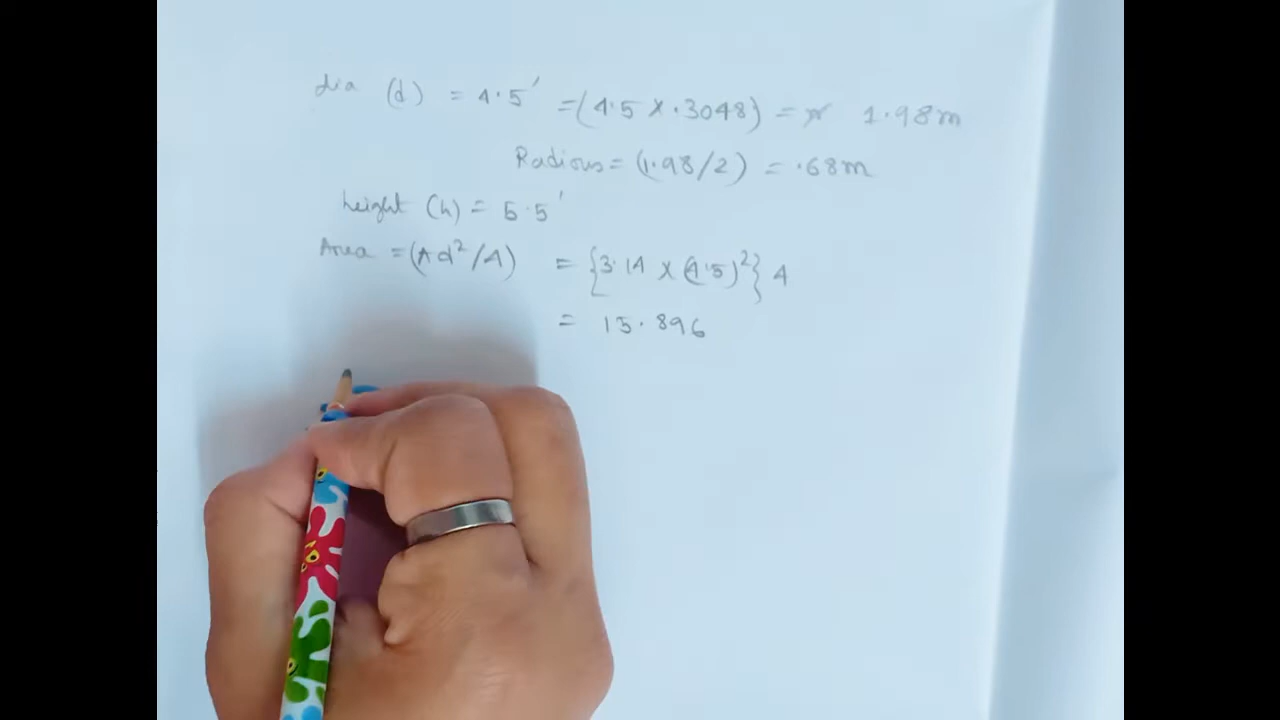 dia (d) = 4.5' = (4.5 × .3048) = 1.98m
Radious = (1.98/2) = .68m
height (h) = 5.5'
Area = (πd²/4) = {3.14 × (4.5)²} 4
= 15.896